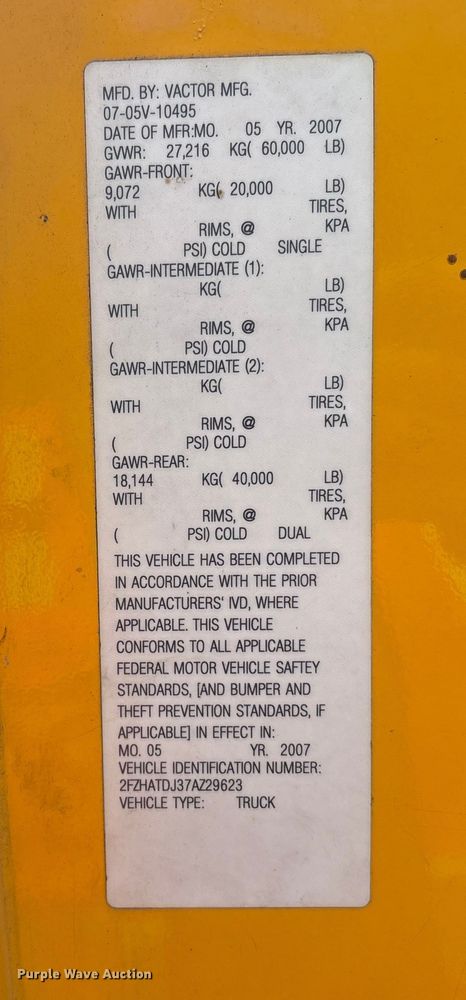 MFD. BY: VACTOR MFG.
07-05V-10495
DATE OF MFR:MO. 05 YR. 2007
GVWR: 27,216 KG( 60,000 LB)
GAWR-FRONT:
9,072 KG( 20,000 LB)
WITH TIRES,
RIMS, @ KPA
( PSI) COLD SINGLE
GAWR-INTERMEDIATE (1):
KG( LB)
WITH TIRES,
RIMS, @ KPA
( PSI) COLD
GAWR-INTERMEDIATE (2):
KG( LB)
WITH TIRES,
RIMS, @ KPA
( PSI) COLD
GAWR-REAR:
18,144 KG( 40,000 LB)
WITH TIRES,
RIMS, @ KPA
( PSI) COLD DUAL
THIS VEHICLE HAS BEEN COMPLETED
IN ACCORDANCE WITH THE PRIOR
MANUFACTURERS' IVD, WHERE
APPLICABLE. THIS VEHICLE
CONFORMS TO ALL APPLICABLE
FEDERAL MOTOR VEHICLE SAFTEY
STANDARDS, [AND BUMPER AND
THEFT PREVENTION STANDARDS, IF
APPLICABLE] IN EFFECT IN:
MO. 05 YR. 2007
VEHICLE IDENTIFICATION NUMBER:
2FZHATDJ37AZ29623
VEHICLE TYPE: TRUCK
Purple Wave Auction